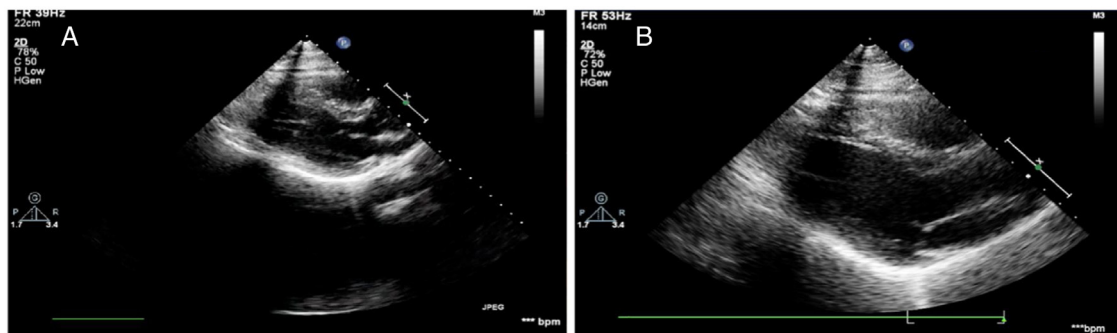 FR 39Hz
22cm
2D
78%
C 50
P Low
HGen
A
P
M3
x
G
P R
1.7 3.4
JPEG
*** bpm
FR 53Hz
14cm
2D
72%
C 50
P Low
HGen
B
P
M3
x
G
P R
1.7 3.4
***bpm